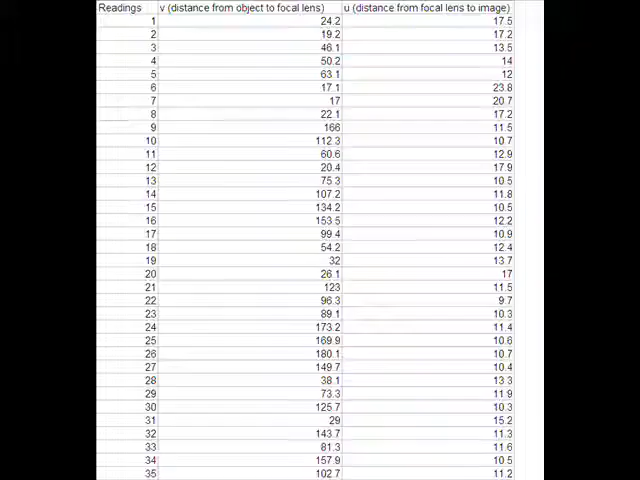 Readings v (distance from object to focal lens) u (distance from focal lens to image)
1 24.2 17.5
2 19.2 17.2
3 46.1 13.5
4 50.2 14
5 63.1 12
6 17.1 23.8
7 17 20.7
8 22.1 17.2
9 166 11.5
10 112.3 10.7
11 60.6 12.9
12 20.4 17.9
13 75.3 10.5
14 107.2 11.8
15 134.2 10.5
16 153.5 12.2
17 99.4 10.9
18 54.2 12.4
19 32 13.7
20 26.1 17
21 123 11.5
22 96.3 9.7
23 89.1 10.3
24 173.2 11.4
25 169.9 10.6
26 180.1 10.7
27 149.7 10.4
28 38.1 13.3
29 73.3 11.9
30 125.7 10.3
31 29 15.2
32 143.7 11.3
33 81.3 11.6
34 157.9 10.5
35 102.7 11.2